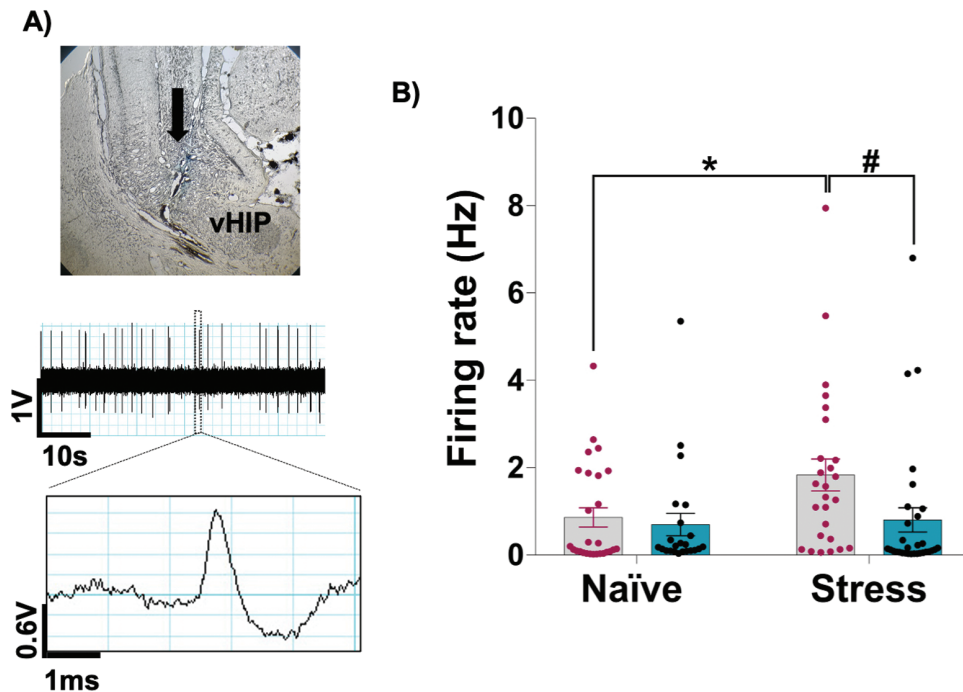 A)
vHIP
1V
10s
0.6V
1ms
B)
Firing rate (Hz)
10
8
6
4
2
0
*
#
Naïve
Stress